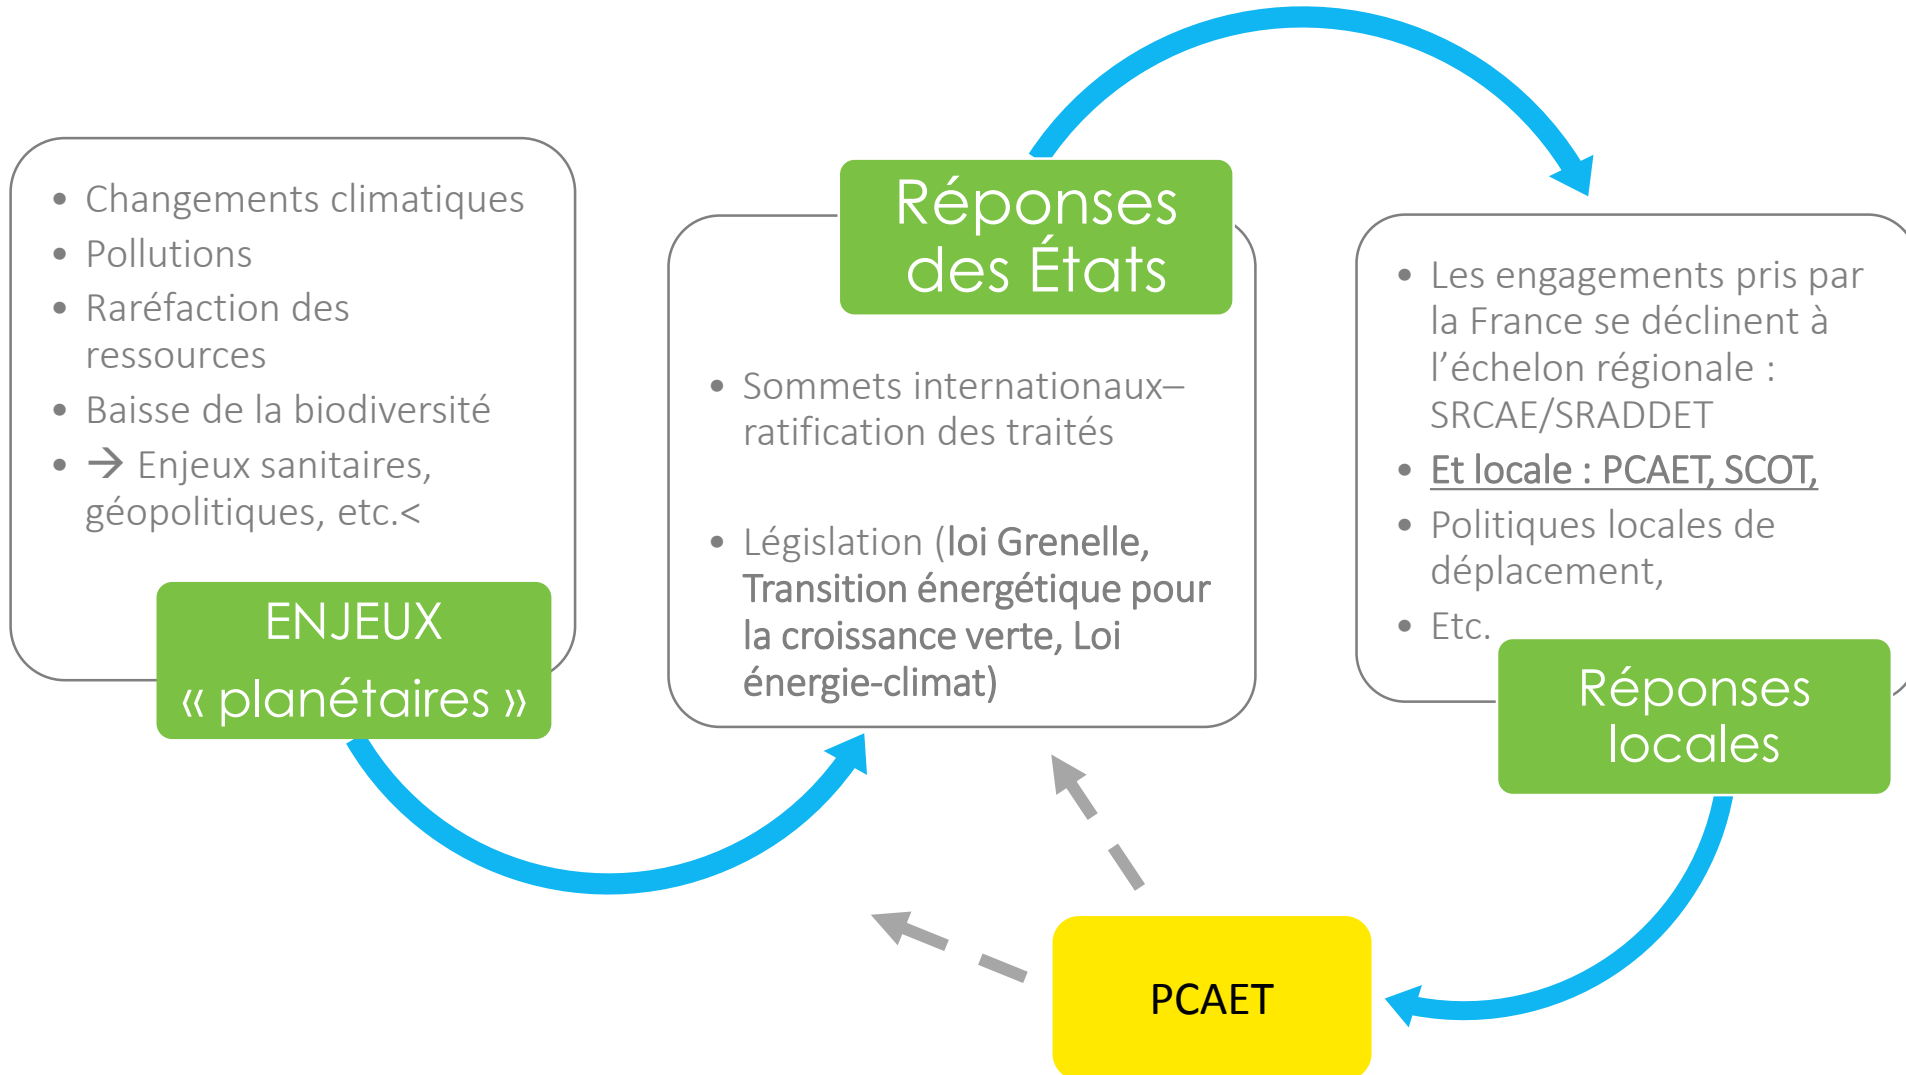 • Changements climatiques
• Pollutions
• Raréfaction des
ressources
• Baisse de la biodiversité
• → Enjeux sanitaires,
géopolitiques, etc.<
ENJEUX
« planétaires »
Réponses
des États
• Sommets internationaux–
ratification des traités
• Législation (loi Grenelle,
Transition énergétique pour
la croissance verte, Loi
énergie-climat)
• Les engagements pris par
la France se déclinent à
l’échelon régionale :
SRCAE/SRADDET
• Et locale : PCAET, SCOT,
• Politiques locales de
déplacement,
• Etc.
Réponses
locales
PCAET